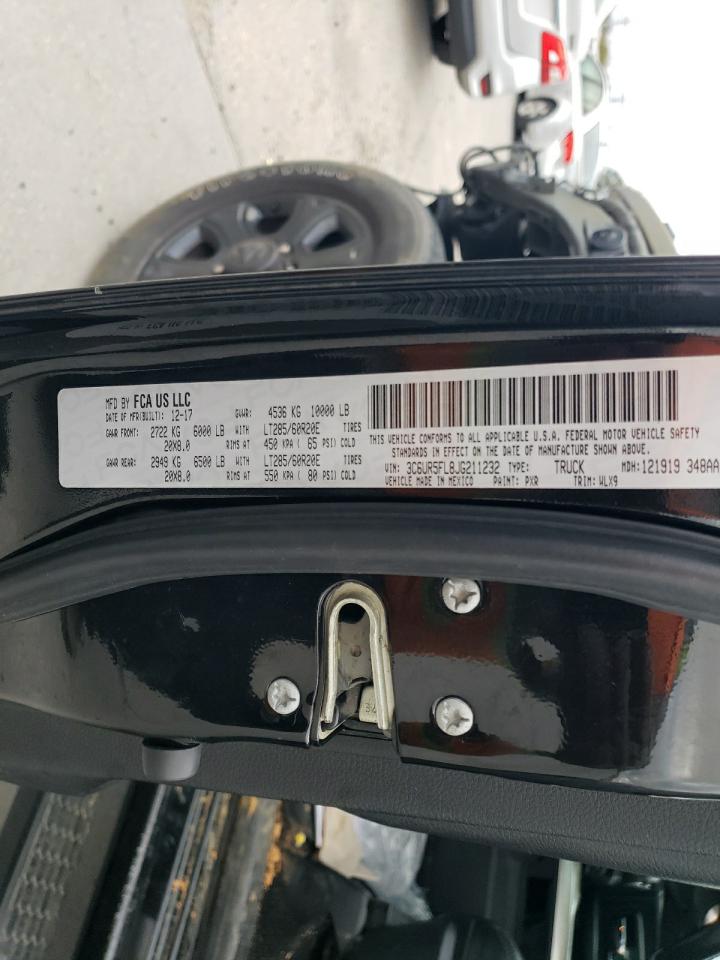 MFD BY FCA US LLC
DATE OF MFR(BUILT): 12-17 GVWR: 4536 KG 10000 LB
GAWR FRONT: 2722 KG 6000 LB WITH LT285/60R20E TIRES
20X8.0 RIMS AT 450 KPA ( 65 PSI) COLD
GAWR REAR: 2949 KG 6500 LB WITH LT285/60R20E TIRES
20X8.0 RIMS AT 550 KPA ( 80 PSI) COLD
THIS VEHICLE CONFORMS TO ALL APPLICABLE U.S.A. FEDERAL MOTOR VEHICLE SAFETY
STANDARDS IN EFFECT ON THE DATE OF MANUFACTURE SHOWN ABOVE.
VIN: 3C6UR5FL8JG211232 TYPE: TRUCK MDH: 121919 348AA
VEHICLE MADE IN MEXICO PAINT: PXR TRIM: WLX9